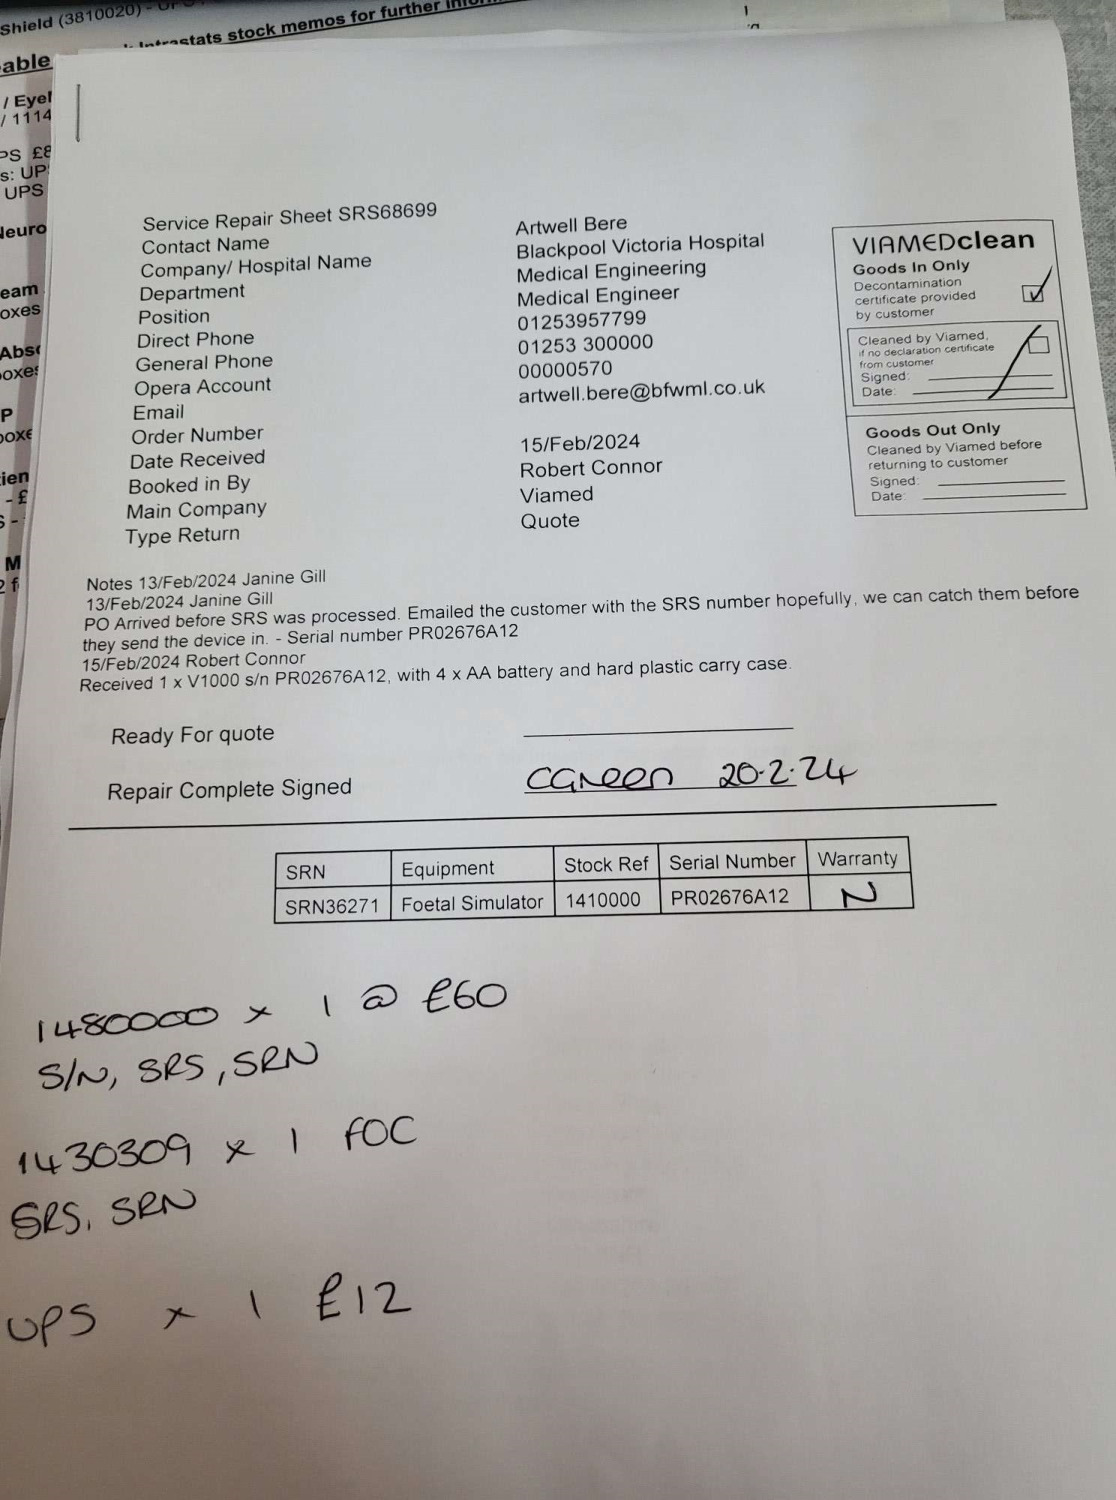 Shield (3810020) - UPS
Intrastats stock memos for further
able
/ Eye
/ 1114
PS £8
s: UP
UPS
Neuro
eam
oxes
Abs
oxes
P
oxe
ien
- £
S -
M
2 f
Service Repair Sheet SRS68699
Contact Name Artwell Bere
Company/ Hospital Name Blackpool Victoria Hospital
Department Medical Engineering
Position Medical Engineer
Direct Phone 01253957799
General Phone 01253 300000
Opera Account 00000570
Email artwell.bere@bfwml.co.uk
Order Number
Date Received 15/Feb/2024
Booked in By Robert Connor
Main Company Viamed
Type Return Quote
VIAMEDclean
Goods In Only
Decontamination
certificate provided
by customer
Cleaned by Viamed,
if no declaration certificate
from customer
Signed:
Date:
Goods Out Only
Cleaned by Viamed before
returning to customer
Signed:
Date:
Notes 13/Feb/2024 Janine Gill
13/Feb/2024 Janine Gill
PO Arrived before SRS was processed. Emailed the customer with the SRS number hopefully, we can catch them before
they send the device in. - Serial number PR02676A12
15/Feb/2024 Robert Connor
Received 1 x V1000 s/n PR02676A12, with 4 x AA battery and hard plastic carry case.
Ready For quote
Repair Complete Signed CGreen 20.2.24
SRN Equipment Stock Ref Serial Number Warranty
SRN36271 Foetal Simulator 1410000 PR02676A12 N
1480000 x 1 @ £60
S/N, SRS, SRN
1430309 x 1 FOC
SRS, SRN
UPS x 1 £12